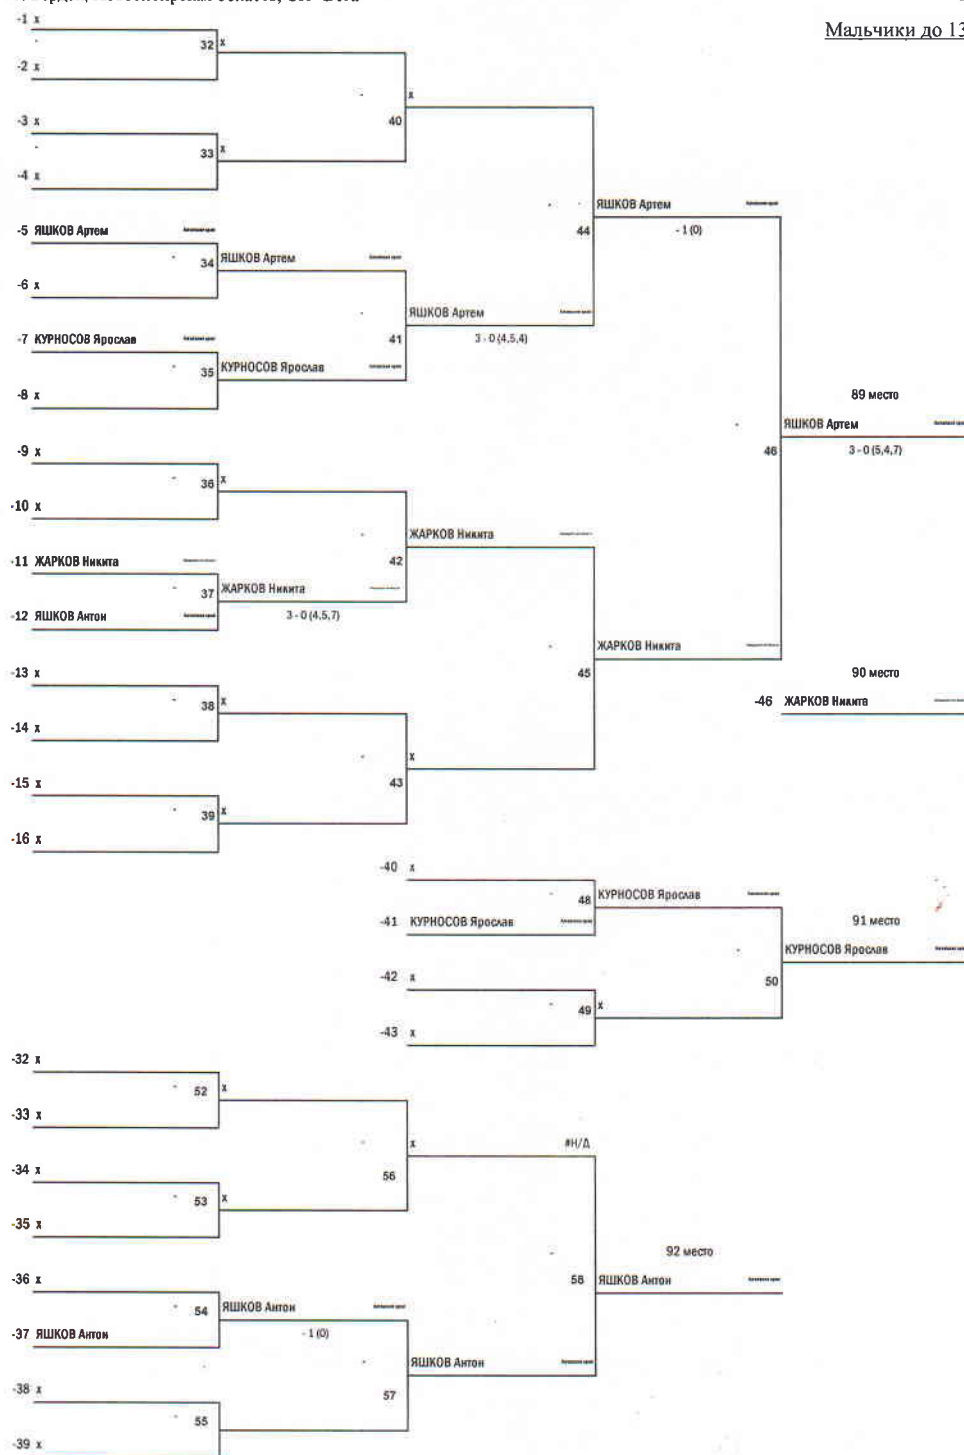 Мальчики до 13
-1 x
32 x
-2 x
x
-3 x
40
33 x
-4 x
ЯШКОВ Артем
-5 ЯШКОВ Артем
44
- 1 (0)
34 ЯШКОВ Артем
-6 x
ЯШКОВ Артем
-7 КУРНОСОВ Ярослав
41
3 - 0 (4,5,4)
35 КУРНОСОВ Ярослав
-8 x
89 место
ЯШКОВ Артем
-9 x
46
3 - 0 (5,4,7)
36 x
-10 x
ЖАРКОВ Никита
-11 ЖАРКОВ Никита
42
37 ЖАРКОВ Никита
-12 ЯШКОВ Антон
3 - 0 (4,5,7)
ЖАРКОВ Никита
-13 x
45
90 место
38 x
-46 ЖАРКОВ Никита
-14 x
x
-15 x
43
39 x
-16 x
-40 x
48 КУРНОСОВ Ярослав
-41 КУРНОСОВ Ярослав
91 место
КУРНОСОВ Ярослав
-42 x
50
49 x
-43 x
-32 x
52 x
-33 x
x
#Н/Д
-34 x
56
53 x
-35 x
92 место
-36 x
58 ЯШКОВ Антон
54 ЯШКОВ Антон
-37 ЯШКОВ Антон
- 1 (0)
ЯШКОВ Антон
-38 x
57
55
-39 x